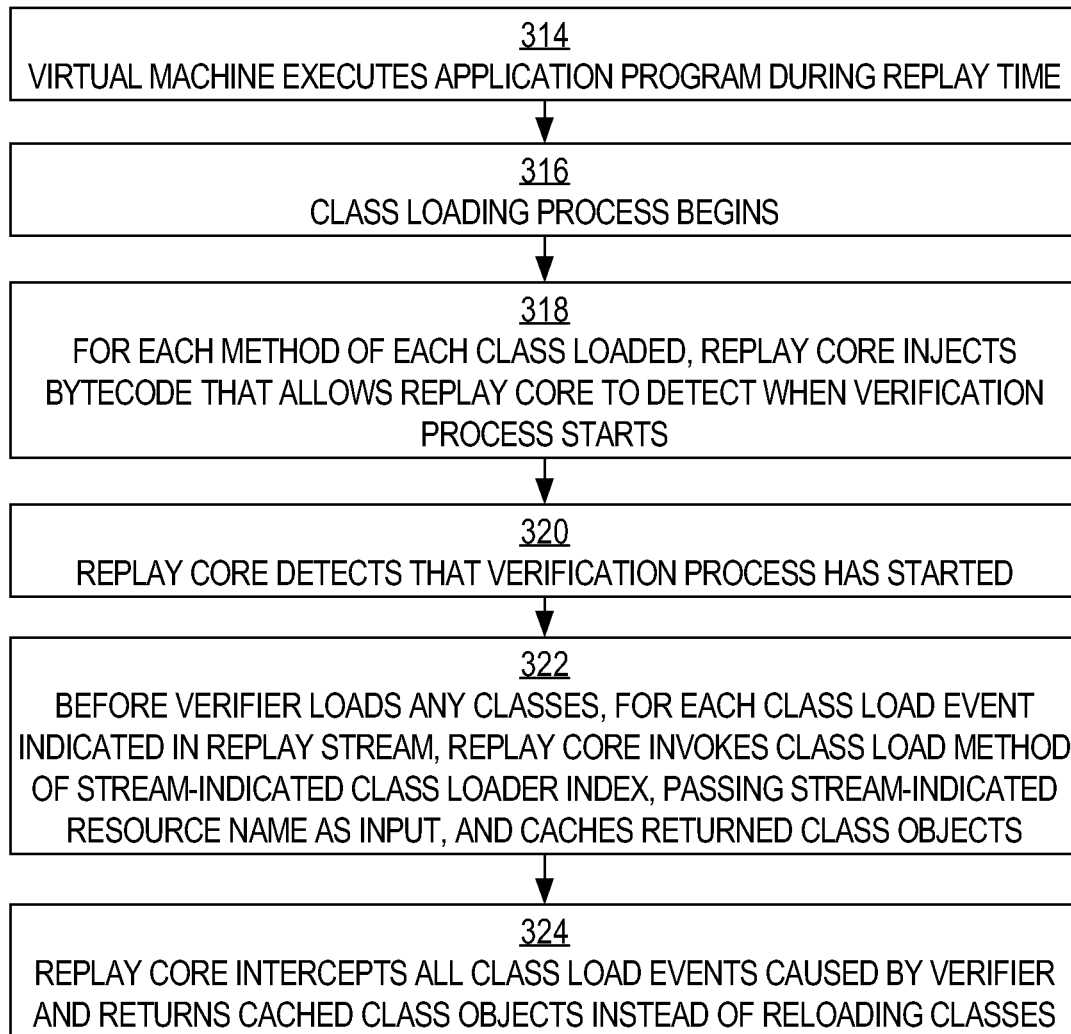 314
VIRTUAL MACHINE EXECUTES APPLICATION PROGRAM DURING REPLAY TIME
316
CLASS LOADING PROCESS BEGINS
318
FOR EACH METHOD OF EACH CLASS LOADED, REPLAY CORE INJECTS
BYTECODE THAT ALLOWS REPLAY CORE TO DETECT WHEN VERIFICATION
PROCESS STARTS
320
REPLAY CORE DETECTS THAT VERIFICATION PROCESS HAS STARTED
322
BEFORE VERIFIER LOADS ANY CLASSES, FOR EACH CLASS LOAD EVENT
INDICATED IN REPLAY STREAM, REPLAY CORE INVOKES CLASS LOAD METHOD
OF STREAM-INDICATED CLASS LOADER INDEX, PASSING STREAM-INDICATED
RESOURCE NAME AS INPUT, AND CACHES RETURNED CLASS OBJECTS
324
REPLAY CORE INTERCEPTS ALL CLASS LOAD EVENTS CAUSED BY VERIFIER
AND RETURNS CACHED CLASS OBJECTS INSTEAD OF RELOADING CLASSES